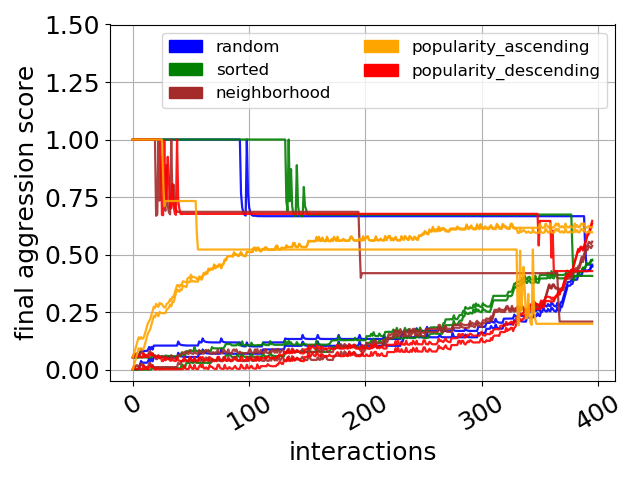 1.50
1.25
1.00
0.75
0.50
0.25
0.00
final aggression score
random
sorted
neighborhood
popularity_ascending
popularity_descending
0
100
200
300
400
interactions